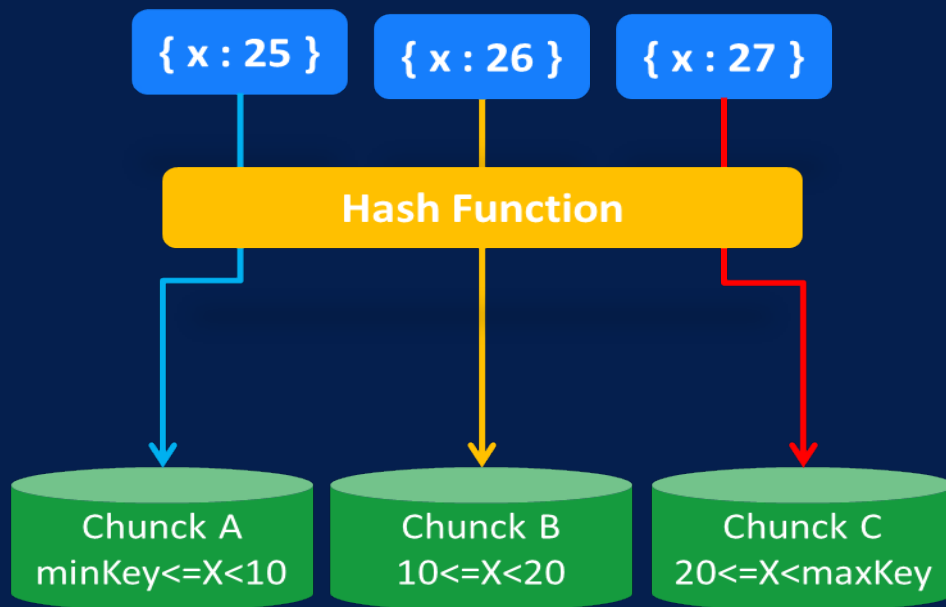 { x : 25 }
{ x : 26 }
{ x : 27 }
Hash Function
Chunck A
minKey<=X<10
Chunck B
10<=X<20
Chunck C
20<=X<maxKey